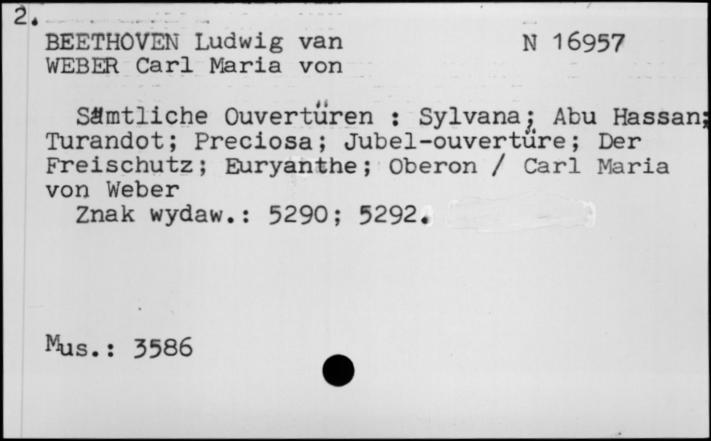 2.
BEETHOVEN Ludwig van N 16957
WEBER Carl Maria von
Sämtliche Ouvertüren : Sylvana; Abu Hassan;
Turandot; Preciosa; Jubel-ouvertüre; Der
Freischutz; Euryanthe; Oberon / Carl Maria
von Weber
Znak wydaw.: 5290; 5292.
Mus.: 3586